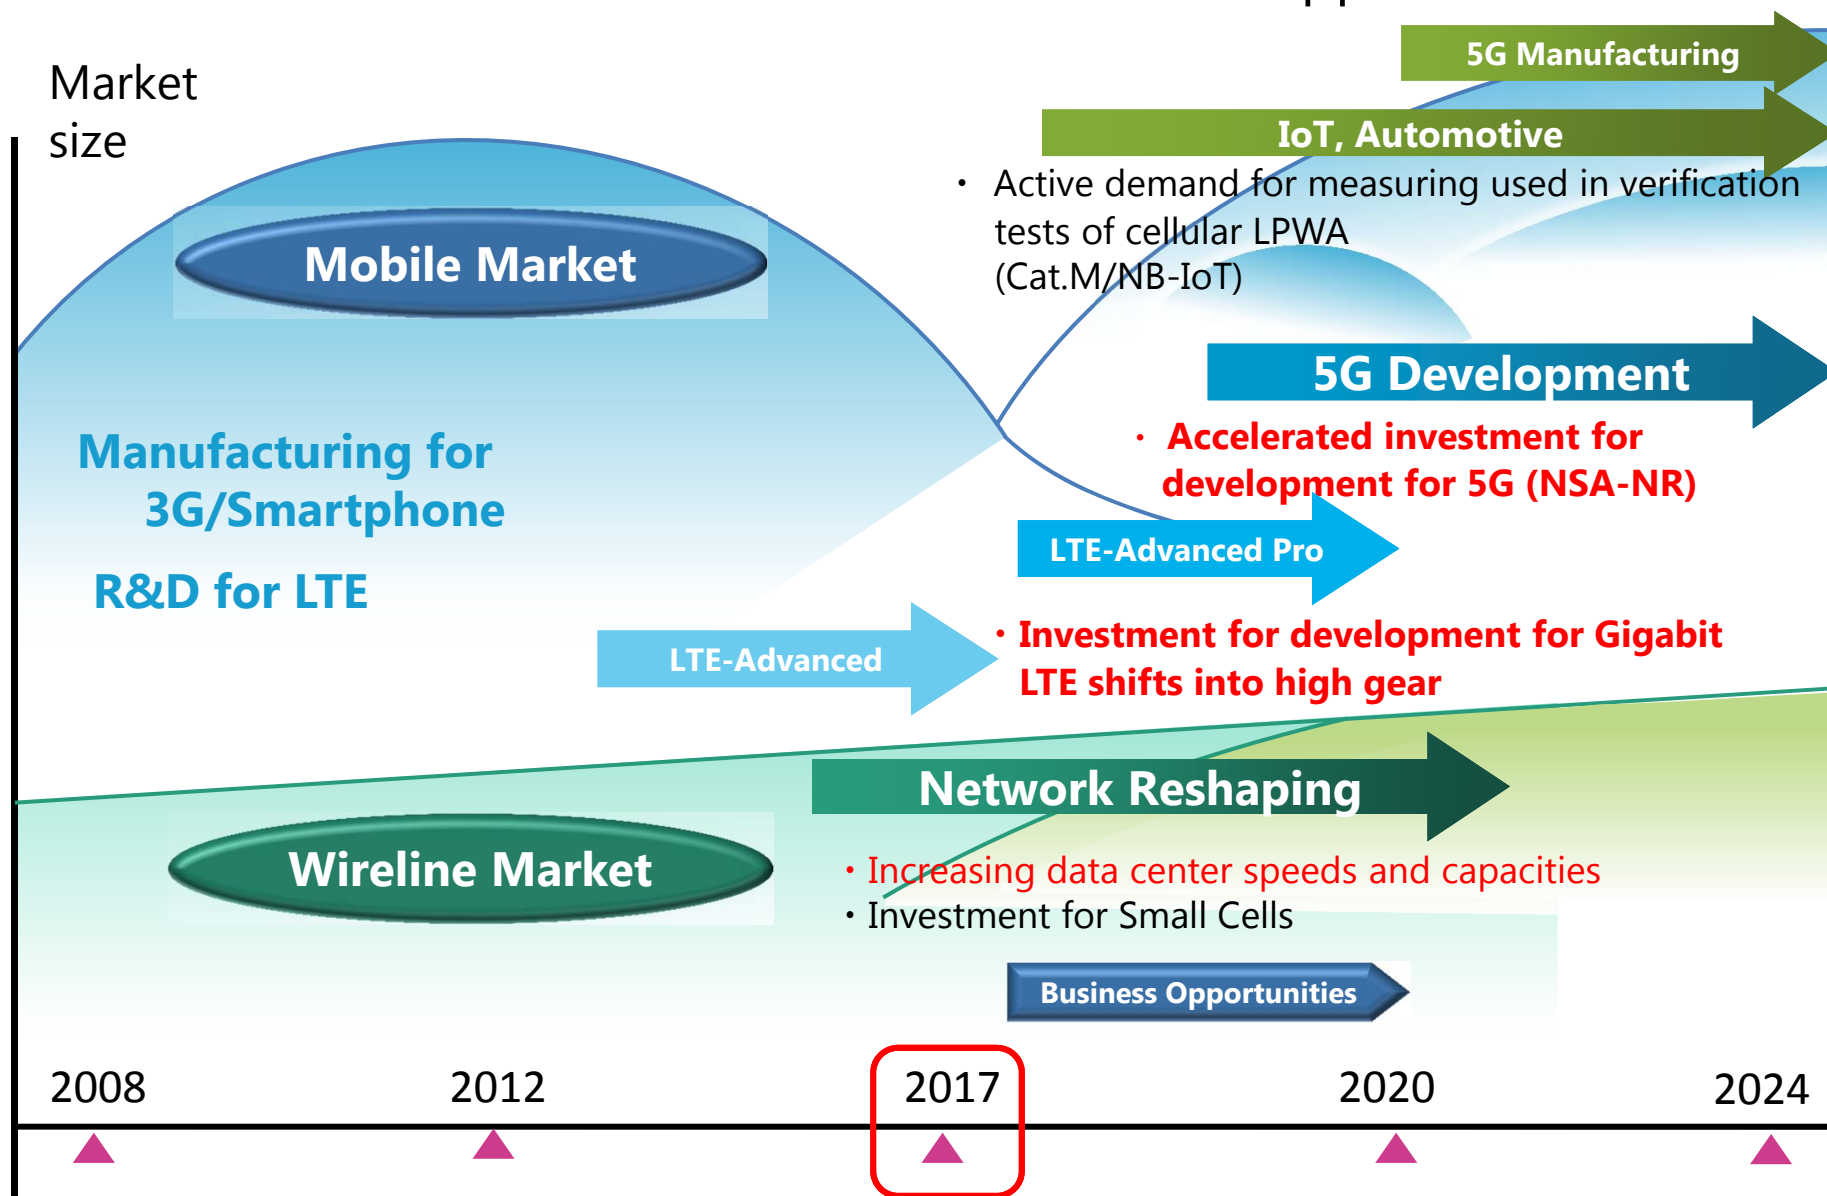 Market
size
5G Manufacturing
IoT, Automotive
・ Active demand for measuring used in verification
tests of cellular LPWA
(Cat.M/NB-IoT)
Mobile Market
5G Development
・ Accelerated investment for
development for 5G (NSA-NR)
Manufacturing for
3G/Smartphone
R&D for LTE
LTE-Advanced Pro
LTE-Advanced
・Investment for development for Gigabit
LTE shifts into high gear
Network Reshaping
Wireline Market
・Increasing data center speeds and capacities
・Investment for Small Cells
Business Opportunities
2008 2012 2017 2020 2024